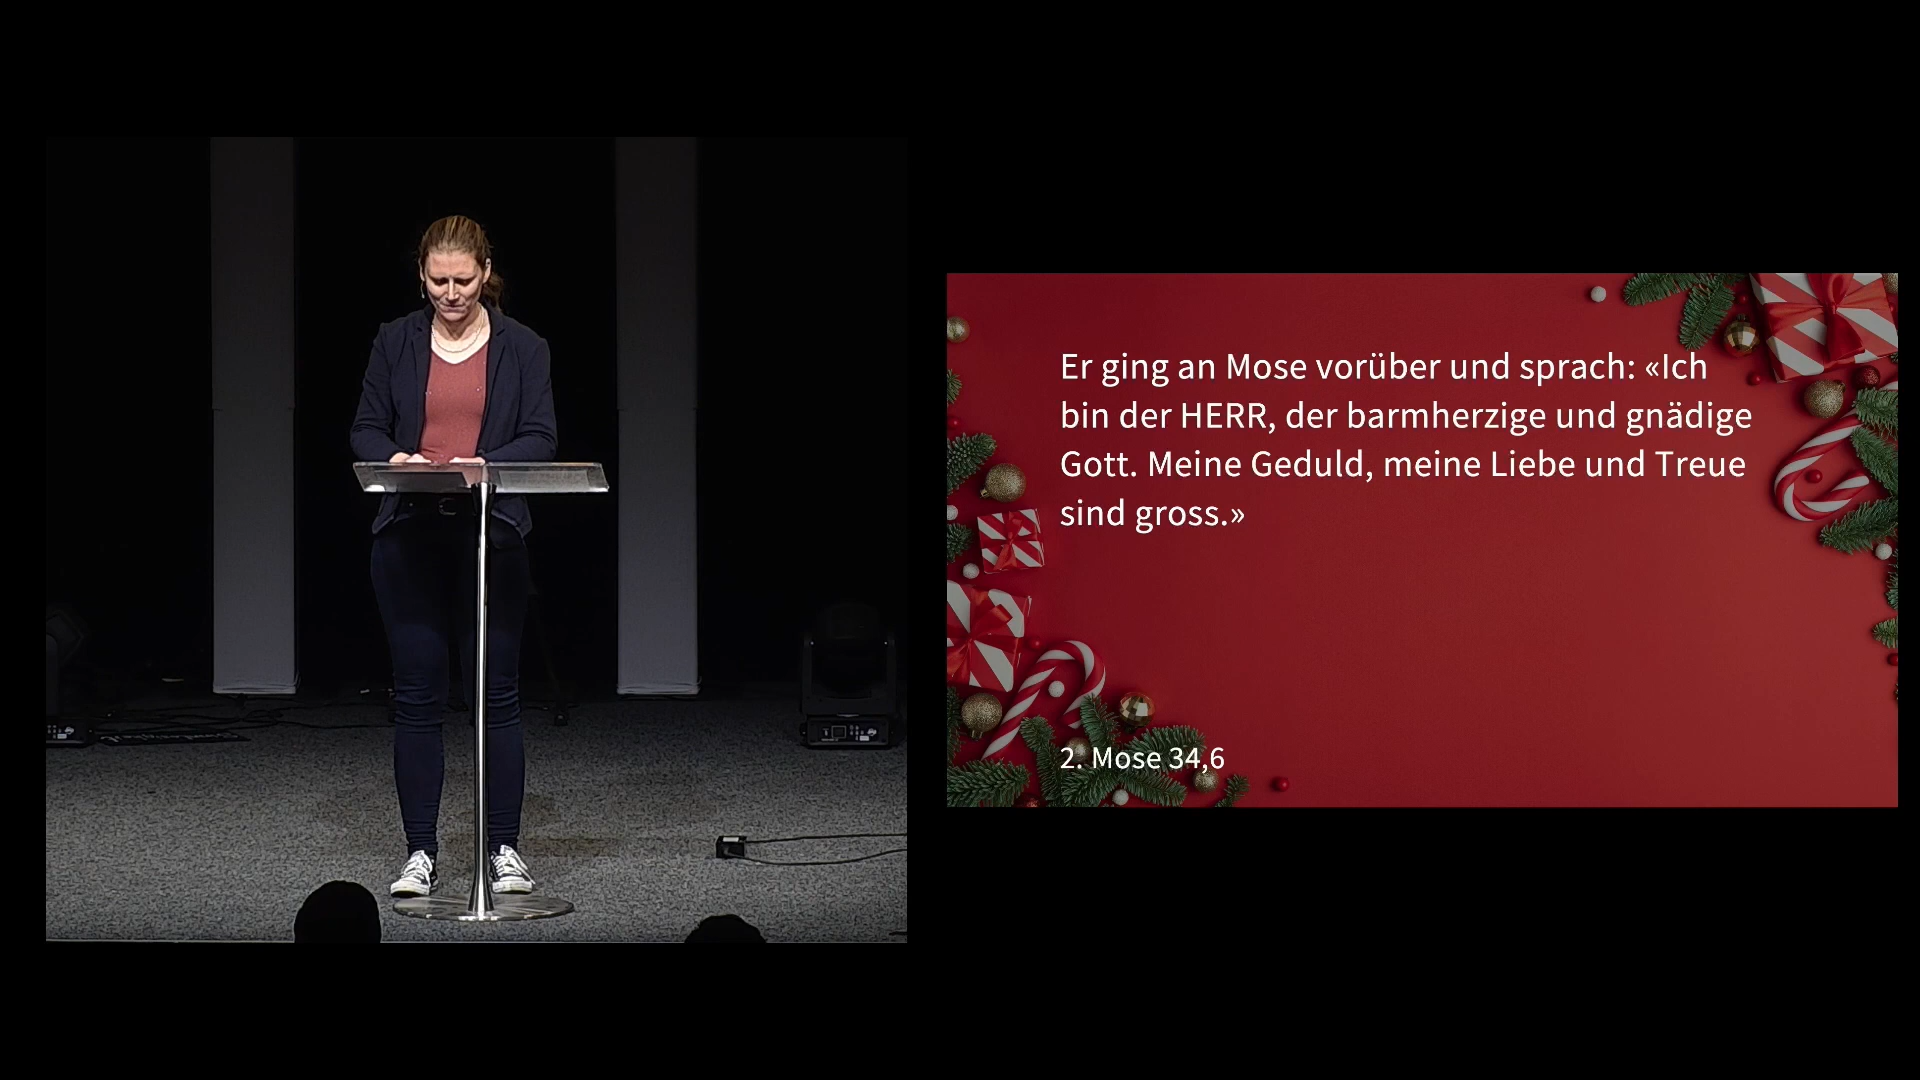 Er ging an Mose vorüber und sprach: «Ich
bin der HERR, der barmherzige und gnädige
Gott. Meine Geduld, meine Liebe und Treue
sind gross.»
2. Mose 34,6